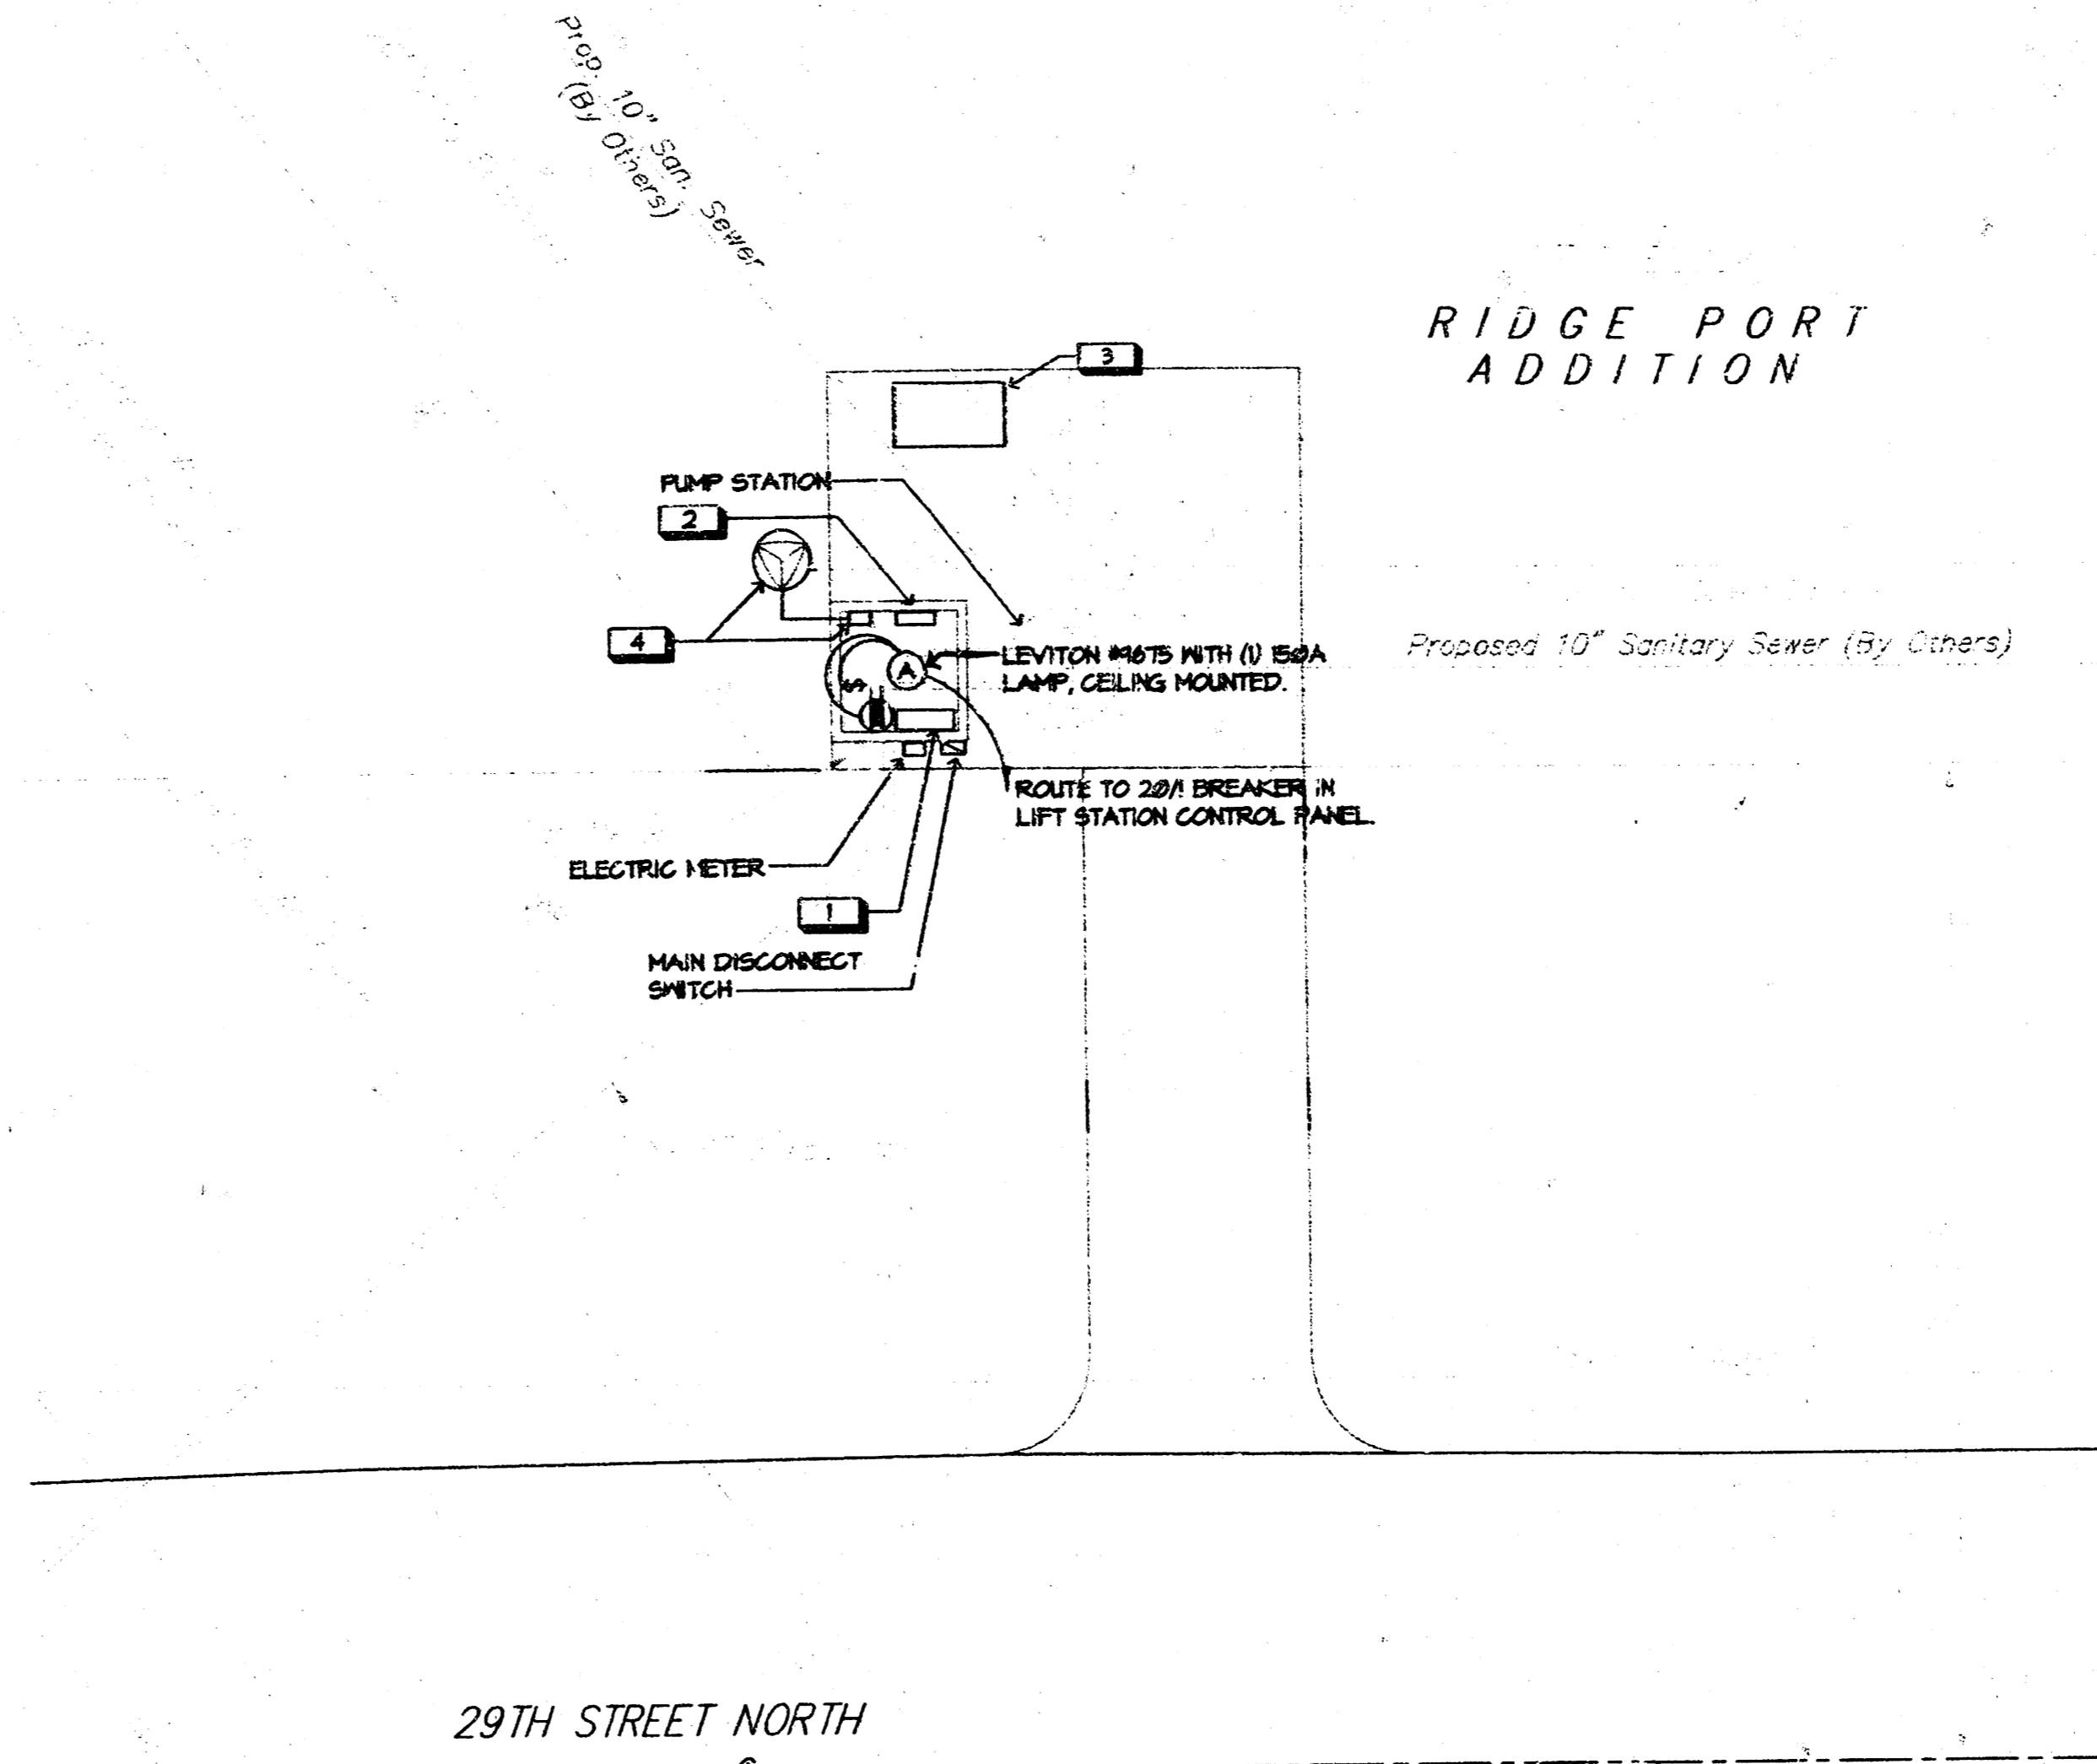 Prop. 10" San. Sewer
(By Others)
RIDGE PORT
ADDITION
3
PUMP STATION
2
4
A
LEVITON #9875 WITH (1) 150A
LAMP, CEILING MOUNTED.
Proposed 10" Sanitary Sewer (By Others)
$
ROUTE TO 20/1 BREAKER IN
LIFT STATION CONTROL PANEL.
ELECTRIC METER
1
MAIN DISCONNECT
SWITCH
29TH STREET NORTH